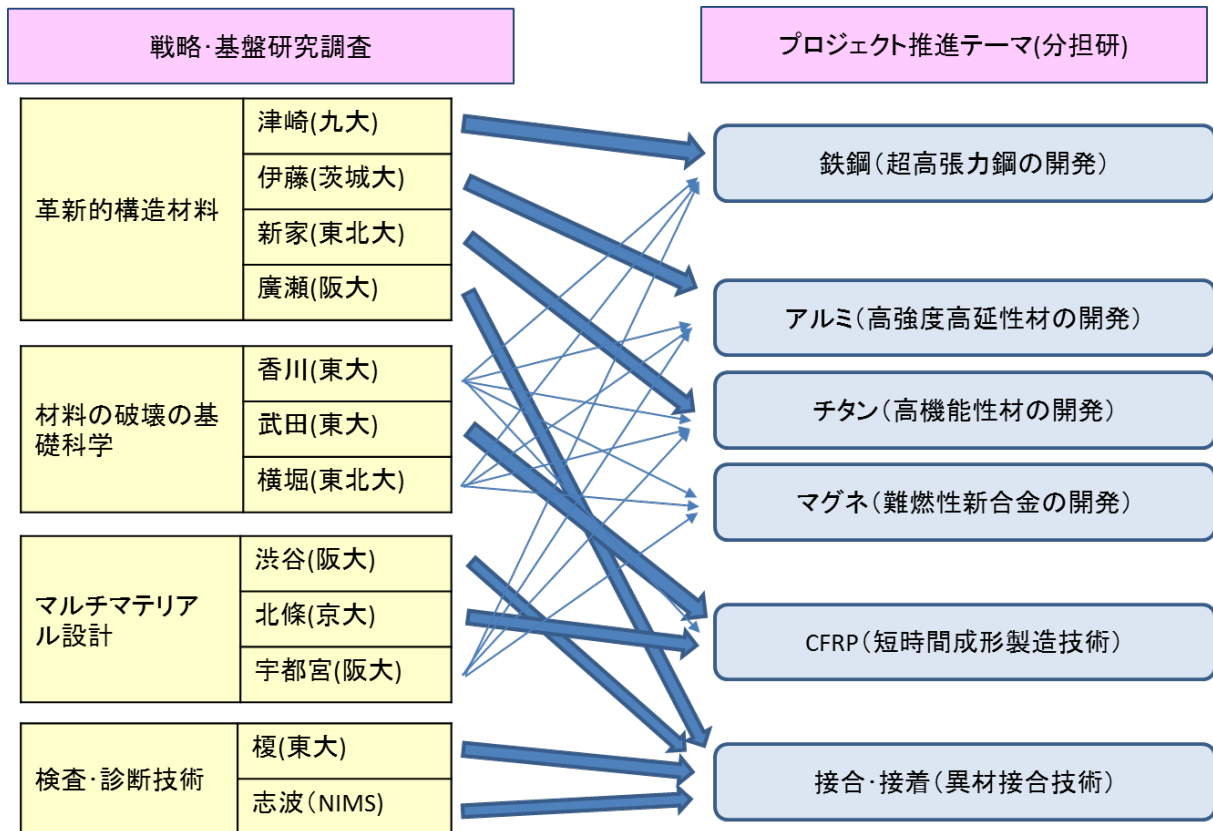 戦略・基盤研究調査
プロジェクト推進テーマ(分担研)
革新的構造材料
津崎(九大)
伊藤(茨城大)
新家(東北大)
廣瀬(阪大)
材料の破壊の基
礎科学
香川(東大)
武田(東大)
横堀(東北大)
マルチマテリア
ル設計
渋谷(阪大)
北條(京大)
宇都宮(阪大)
検査・診断技術
榎(東大)
志波（NIMS)
鉄鋼（超高張力鋼の開発）
アルミ（高強度高延性材の開発）
チタン（高機能性材の開発）
マグネ（難燃性新合金の開発）
CFRP（短時間成形製造技術）
接合・接着（異材接合技術）